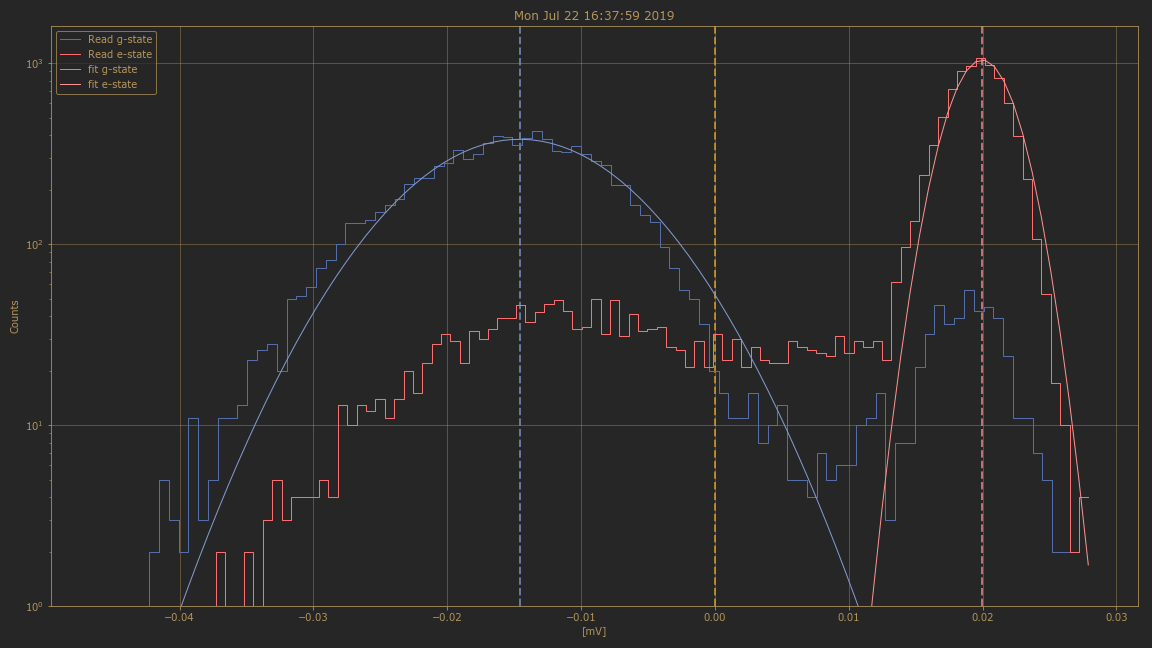 Mon Jul 22 16:37:59 2019
Read g-state
Read e-state
fit g-state
fit e-state
10³
10²
10¹
10⁰
Counts
−0.04 −0.03 −0.02 −0.01 0.00 0.01 0.02 0.03
[mV]